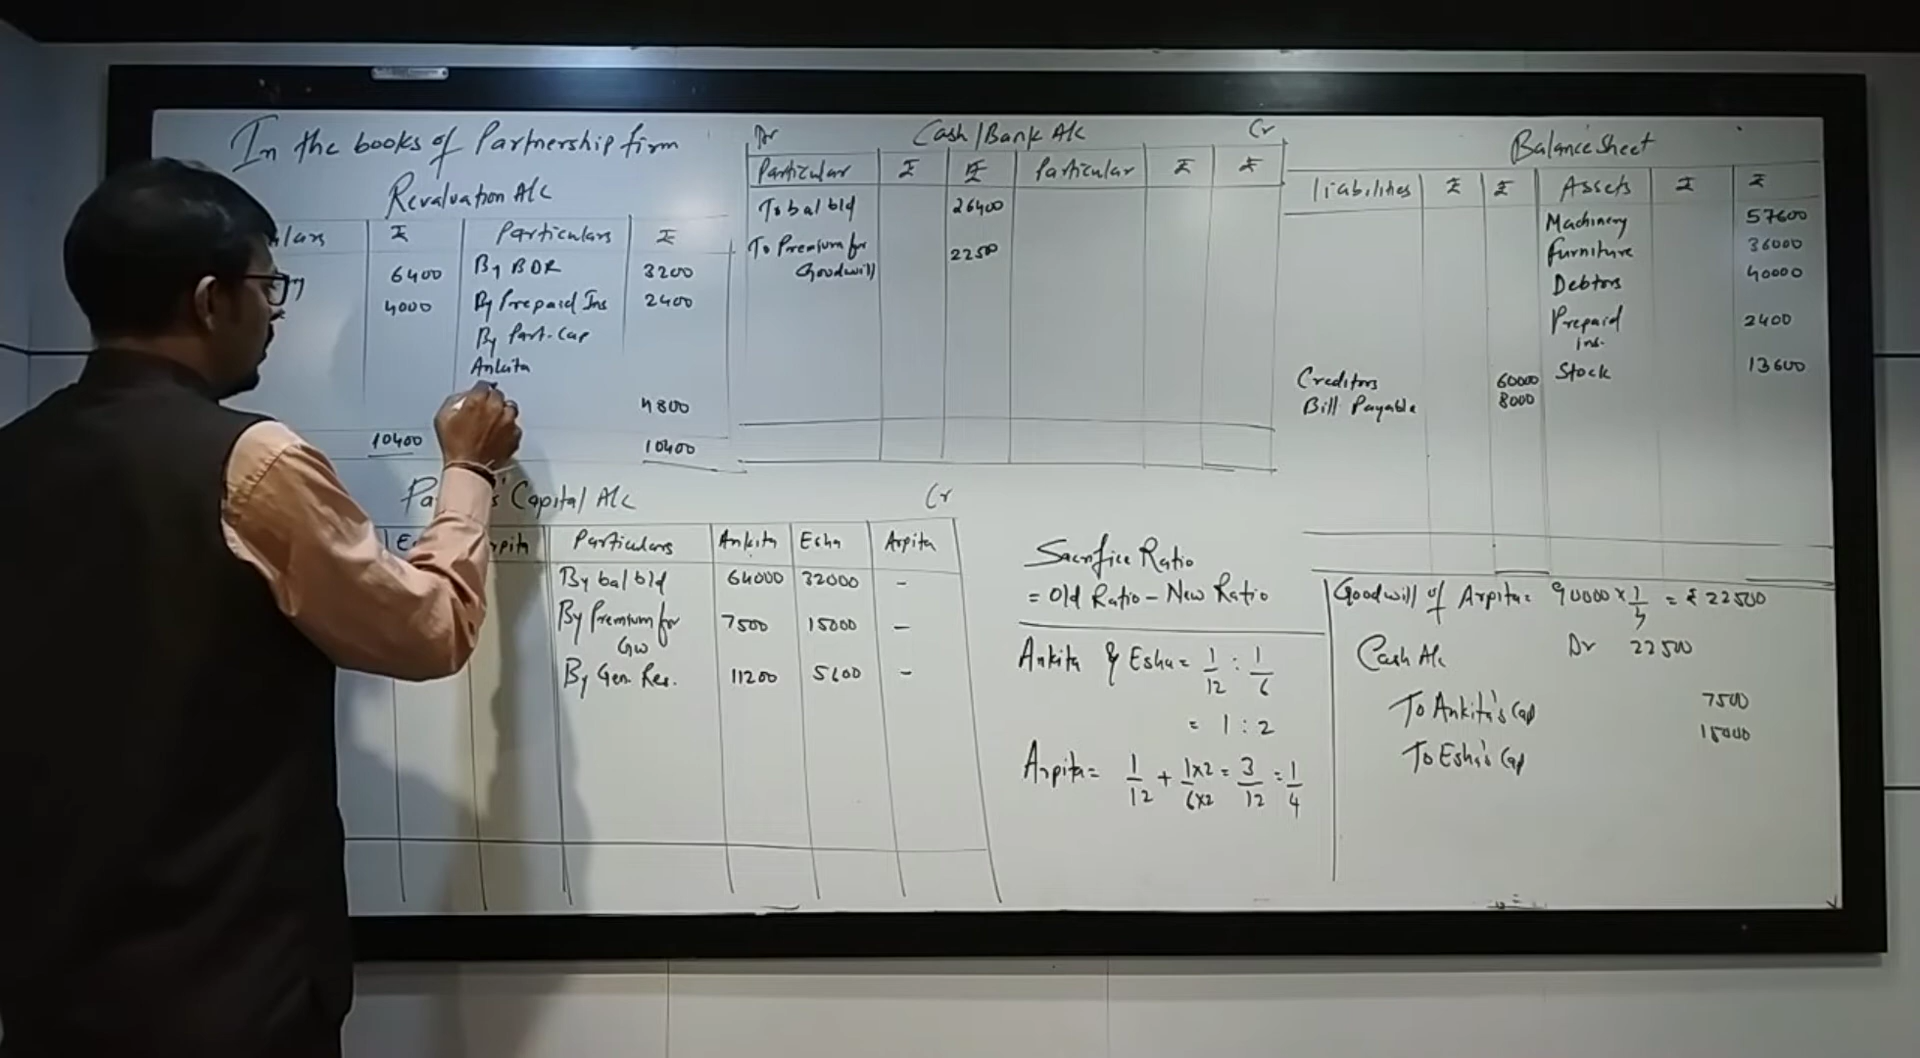 In the books of Partnership firm
Revaluation A/c
lars ₹ Particulars ₹
ry 6400 By BDR 3200
4000 By Prepaid Ins 2400
By Part. Cap
Ankita
4800
10400 10400
Pa s' Capital A/c Cr
E pita Particulars Ankita Esha Arpita
By bal b/d 64000 32000 -
By Premium for GW 7500 15000 -
By Gen. Res. 11200 5600 -
Dr Cash/Bank A/c Cr
Particular ₹ ₹ Particular ₹ ₹
To bal b/d 26400
To Premium for Goodwill 22500
Balance Sheet
Liabilities ₹ ₹ Assets ₹ ₹
Machinery 57600
Furniture 36000
Debtors 40000
Prepaid ins. 2400
Creditors 60000 Stock 13600
Bill Payable 8000
Sacrifice Ratio
= Old Ratio - New Ratio
Ankita & Esha = 1/12 : 1/6
= 1 : 2
Arpita = 1/12 + 1x2/6x2 = 3/12 = 1/4
Goodwill of Arpita = 90000 x 1/4 = ₹ 22500
Cash A/c Dr 22500
To Ankita's Cap 7500
To Esha's Cap 15000